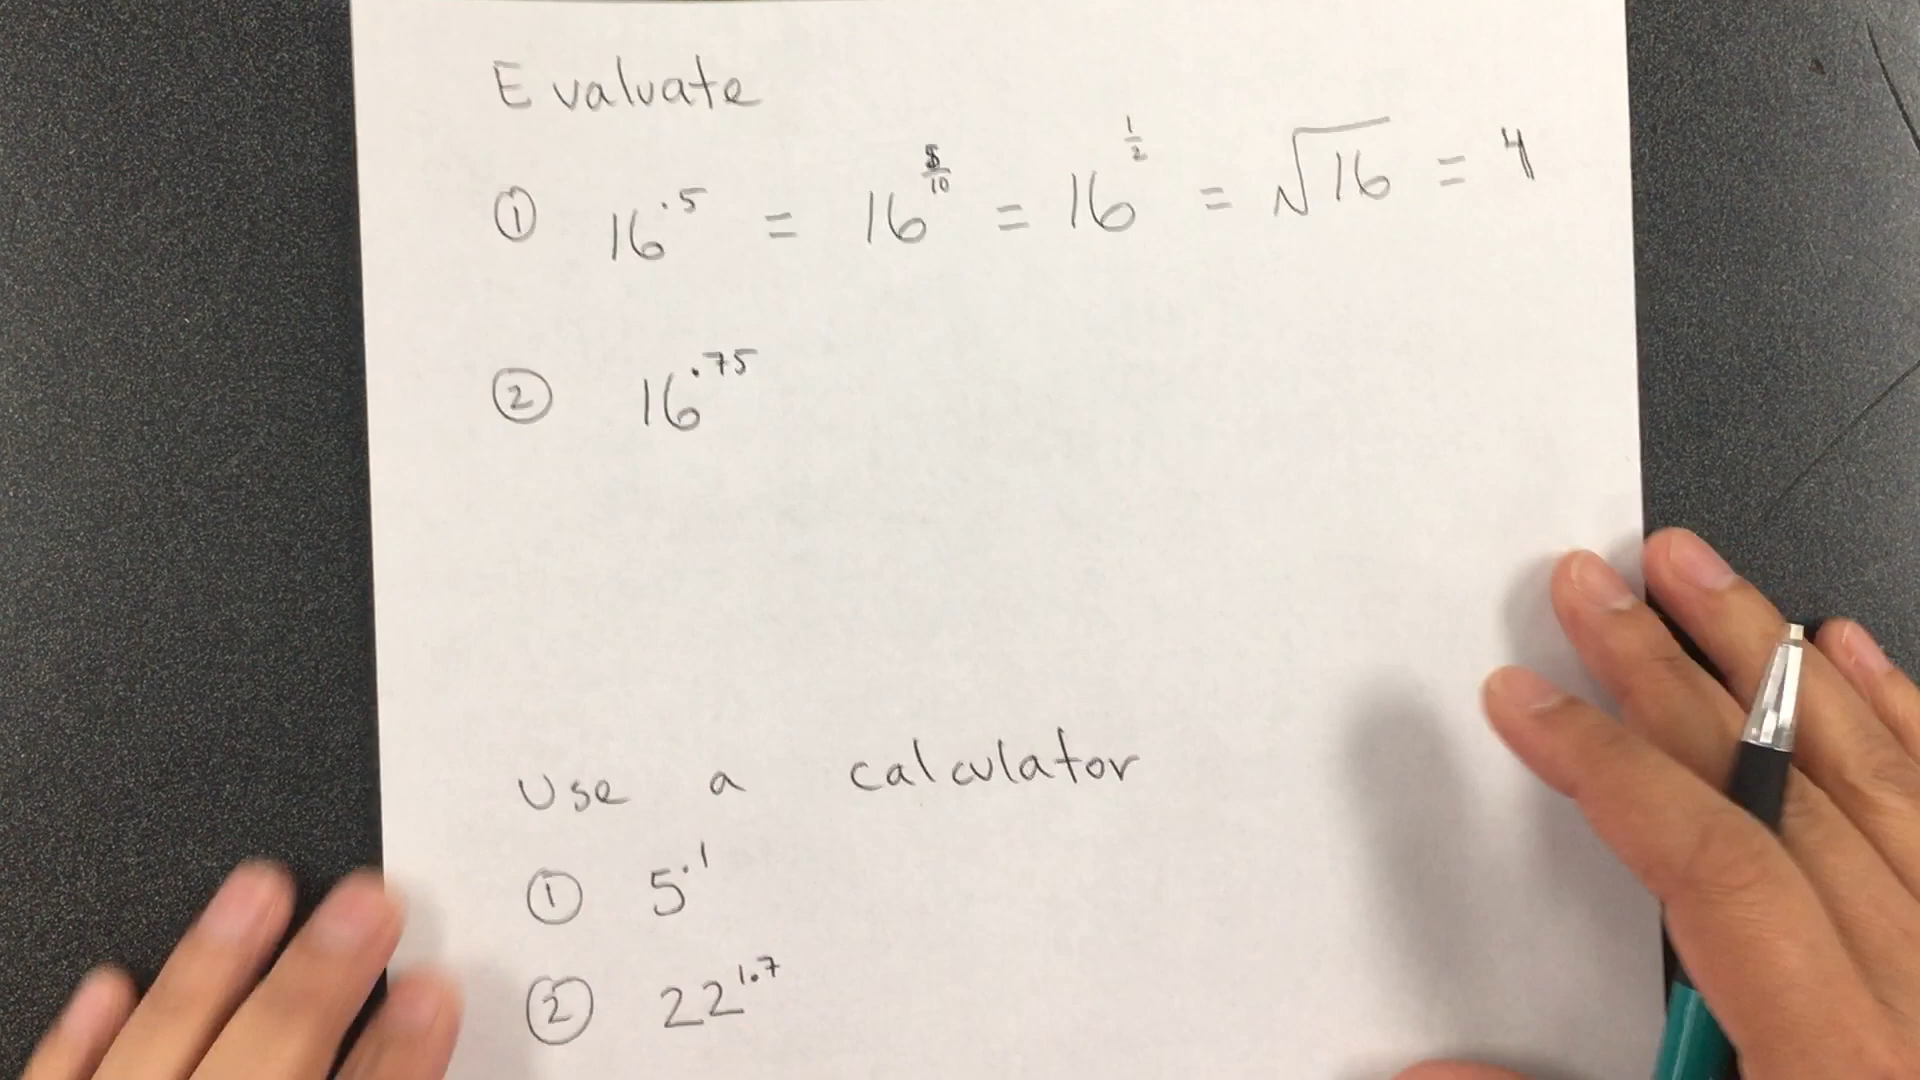 Evaluate
① 16^.5 = 16^(5/10) = 16^(1/2) = √16 = 4
② 16^.75
Use a calculator
① 5^.1
② 22^1.7